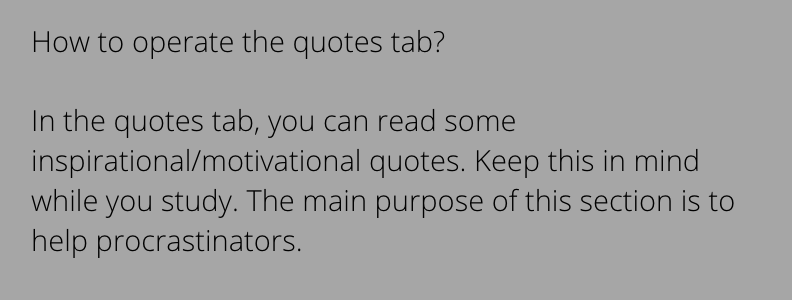 How to operate the quotes tab?
In the quotes tab, you can read some
inspirational/motivational quotes. Keep this in mind
while you study. The main purpose of this section is to
help procrastinators.